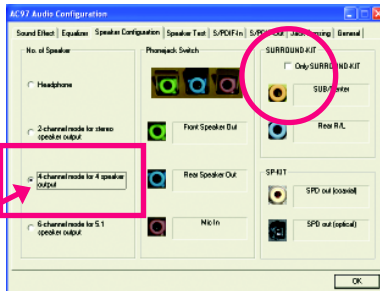 AC97 Audio Configuration
Sound Effect | Equalizer | Speaker Configuration | Speaker Test | S/PDIF-In | S/PDIF-Out | Jack Sensing | General
No. of Speaker
Headphone
2-channel mode for stereo
speaker output
4-channel mode for 4 speaker
output
6-channel mode for 5.1
speaker output
Phonejack Switch
Front Speaker Out
Rear Speaker Out
Mic In
SURROUND-KIT
Only SURROUND-KIT
SUB/Center
Rear R/L
SP-KIT
SPD out (coaxial)
SPD out (optical)
OK